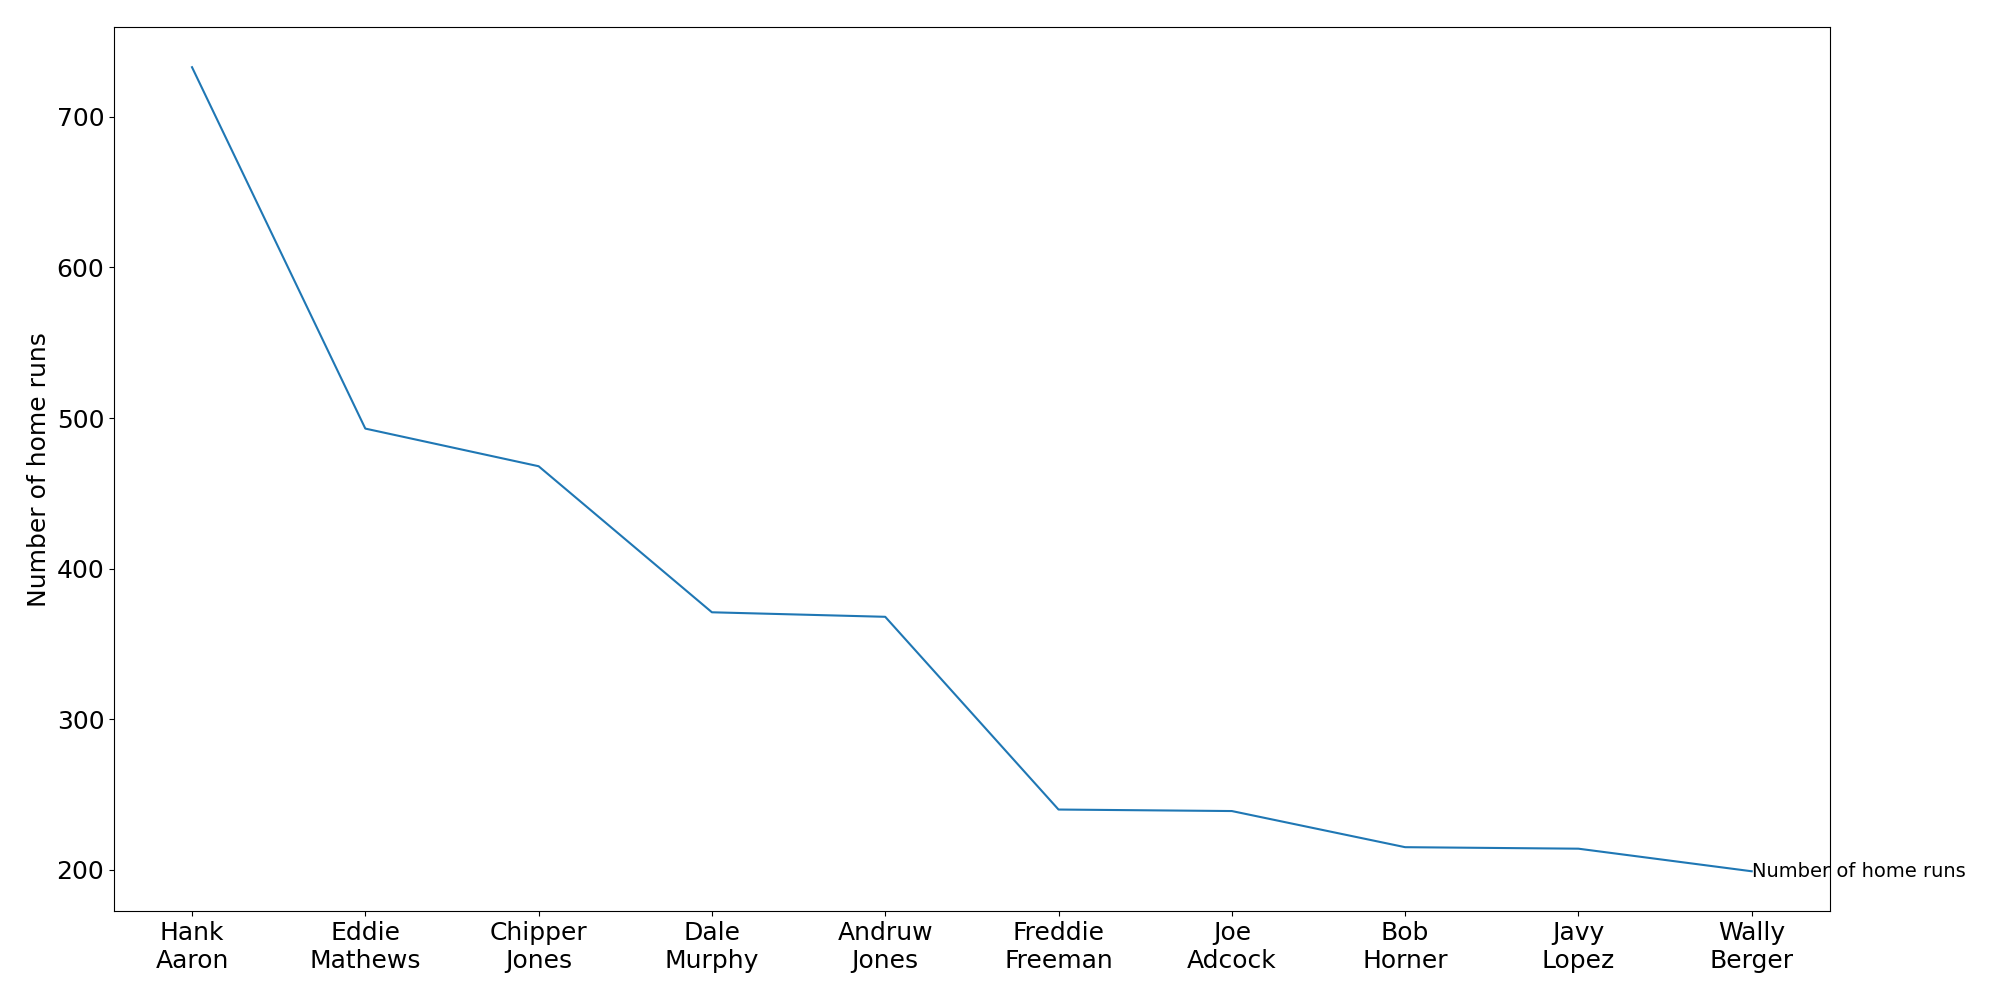 700
600
500
400
300
200
Number of home runs
Number of home runs
Hank
Aaron
Eddie
Mathews
Chipper
Jones
Dale
Murphy
Andruw
Jones
Freddie
Freeman
Joe
Adcock
Bob
Horner
Javy
Lopez
Wally
Berger